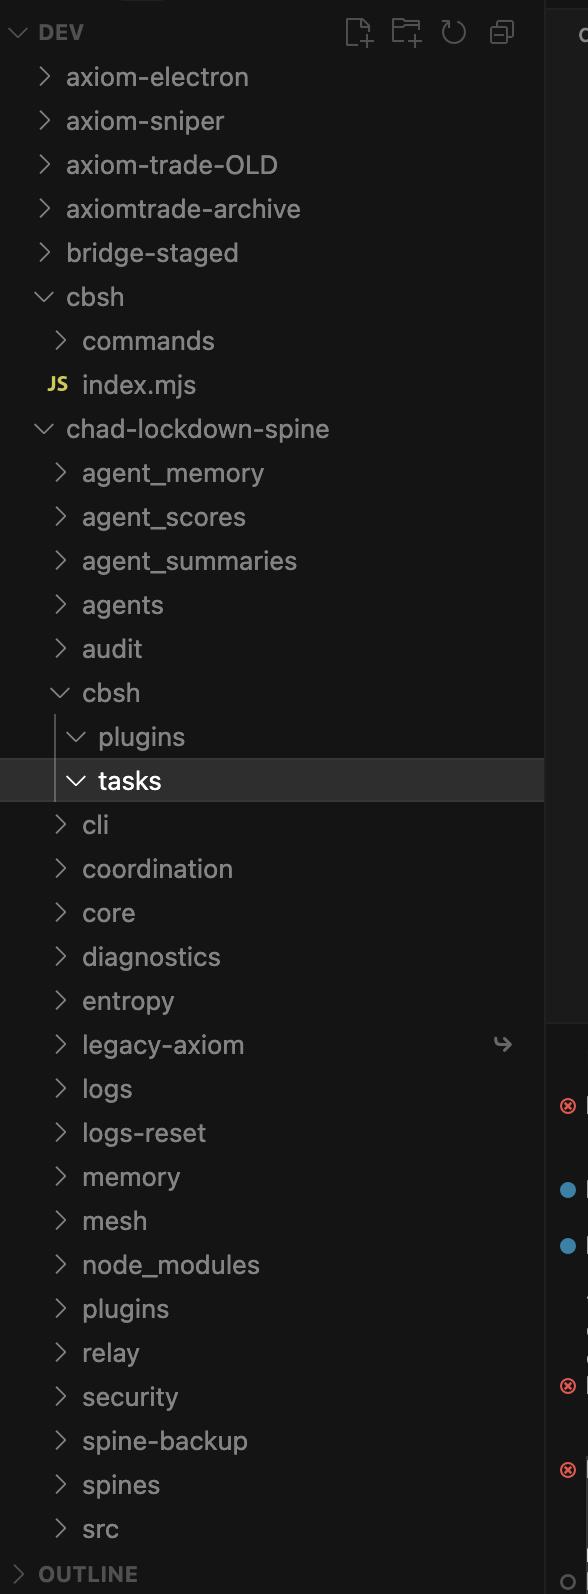 DEV
axiom-electron
axiom-sniper
axiom-trade-OLD
axiomtrade-archive
bridge-staged
cbsh
commands
JS index.mjs
chad-lockdown-spine
agent_memory
agent_scores
agent_summaries
agents
audit
cbsh
plugins
tasks
cli
coordination
core
diagnostics
entropy
legacy-axiom
logs
logs-reset
memory
mesh
node_modules
plugins
relay
security
spine-backup
spines
src
OUTLINE